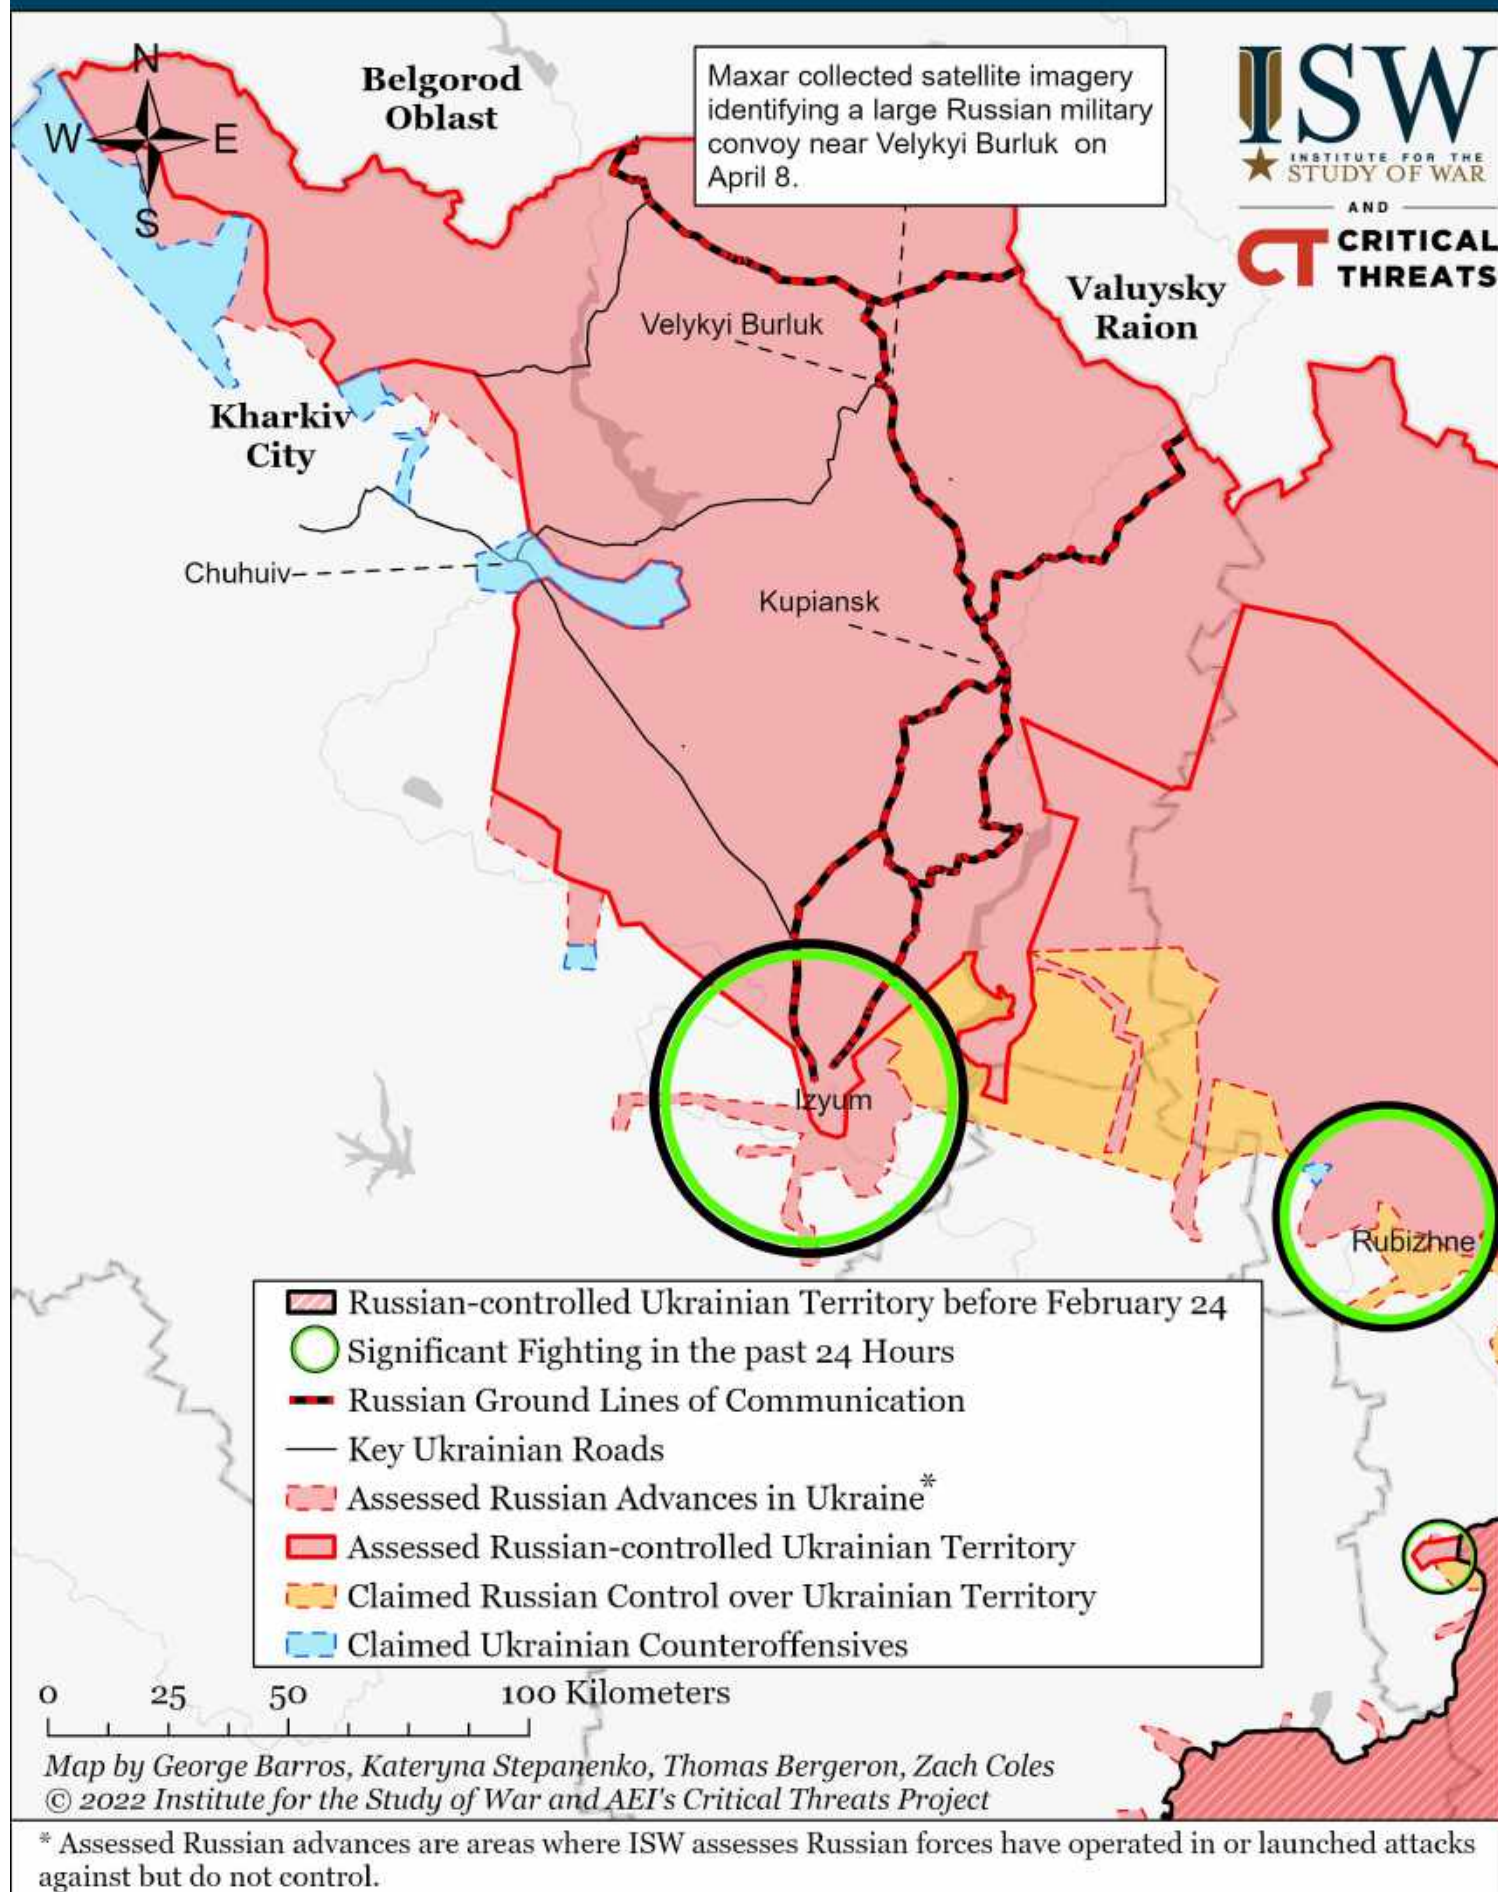 N
W
E
S
Belgorod
Oblast
Maxar collected satellite imagery
identifying a large Russian military
convoy near Velykyi Burluk on
April 8.
ISW
INSTITUTE FOR THE
STUDY OF WAR
AND
CT CRITICAL
THREATS
Valuysky
Raion
Velykyi Burluk
Kharkiv
City
Chuhuiv
Kupiansk
Izyum
Rubizhne
Russian-controlled Ukrainian Territory before February 24
Significant Fighting in the past 24 Hours
Russian Ground Lines of Communication
Key Ukrainian Roads
Assessed Russian Advances in Ukraine*
Assessed Russian-controlled Ukrainian Territory
Claimed Russian Control over Ukrainian Territory
Claimed Ukrainian Counteroffensives
0 25 50 100 Kilometers
Map by George Barros, Kateryna Stepanenko, Thomas Bergeron, Zach Coles
© 2022 Institute for the Study of War and AEI's Critical Threats Project
* Assessed Russian advances are areas where ISW assesses Russian forces have operated in or launched attacks
against but do not control.